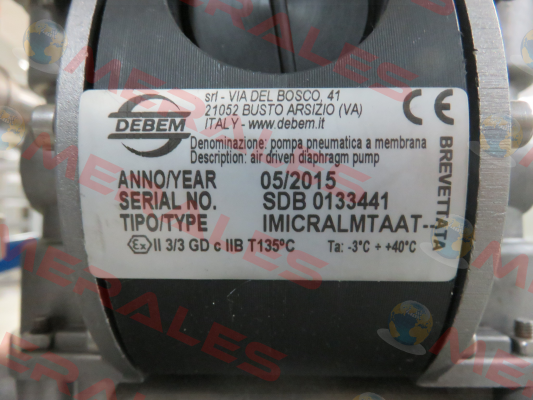 DEBEM
srl - VIA DEL BOSCO, 41
21052 BUSTO ARSIZIO (VA)
ITALY - www.debem.it
CE
Denominazione: pompa pneumatica a membrana
Description: air driven diaphragm pump
ANNO/YEAR 05/2015
SERIAL NO. SDB 0133441
TIPO/TYPE IMICRALMTAAT--
Ex II 3/3 GD c IIB T135°C Ta: -3°C ÷ +40°C
BREVETTATA
MERALES